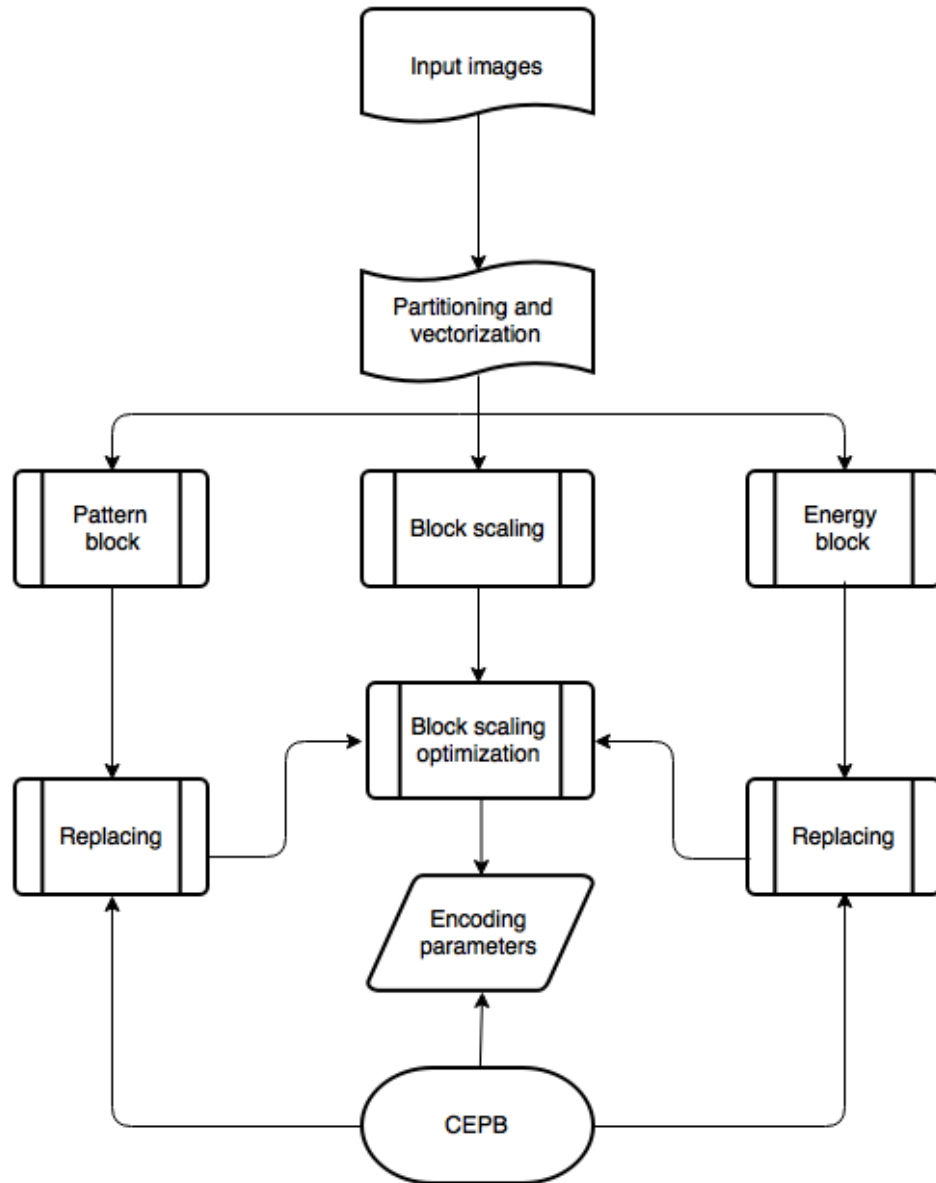 Input images
Partitioning and
vectorization
Pattern
block
Block scaling
Energy
block
Block scaling
optimization
Replacing
Replacing
Encoding
parameters
CEPB